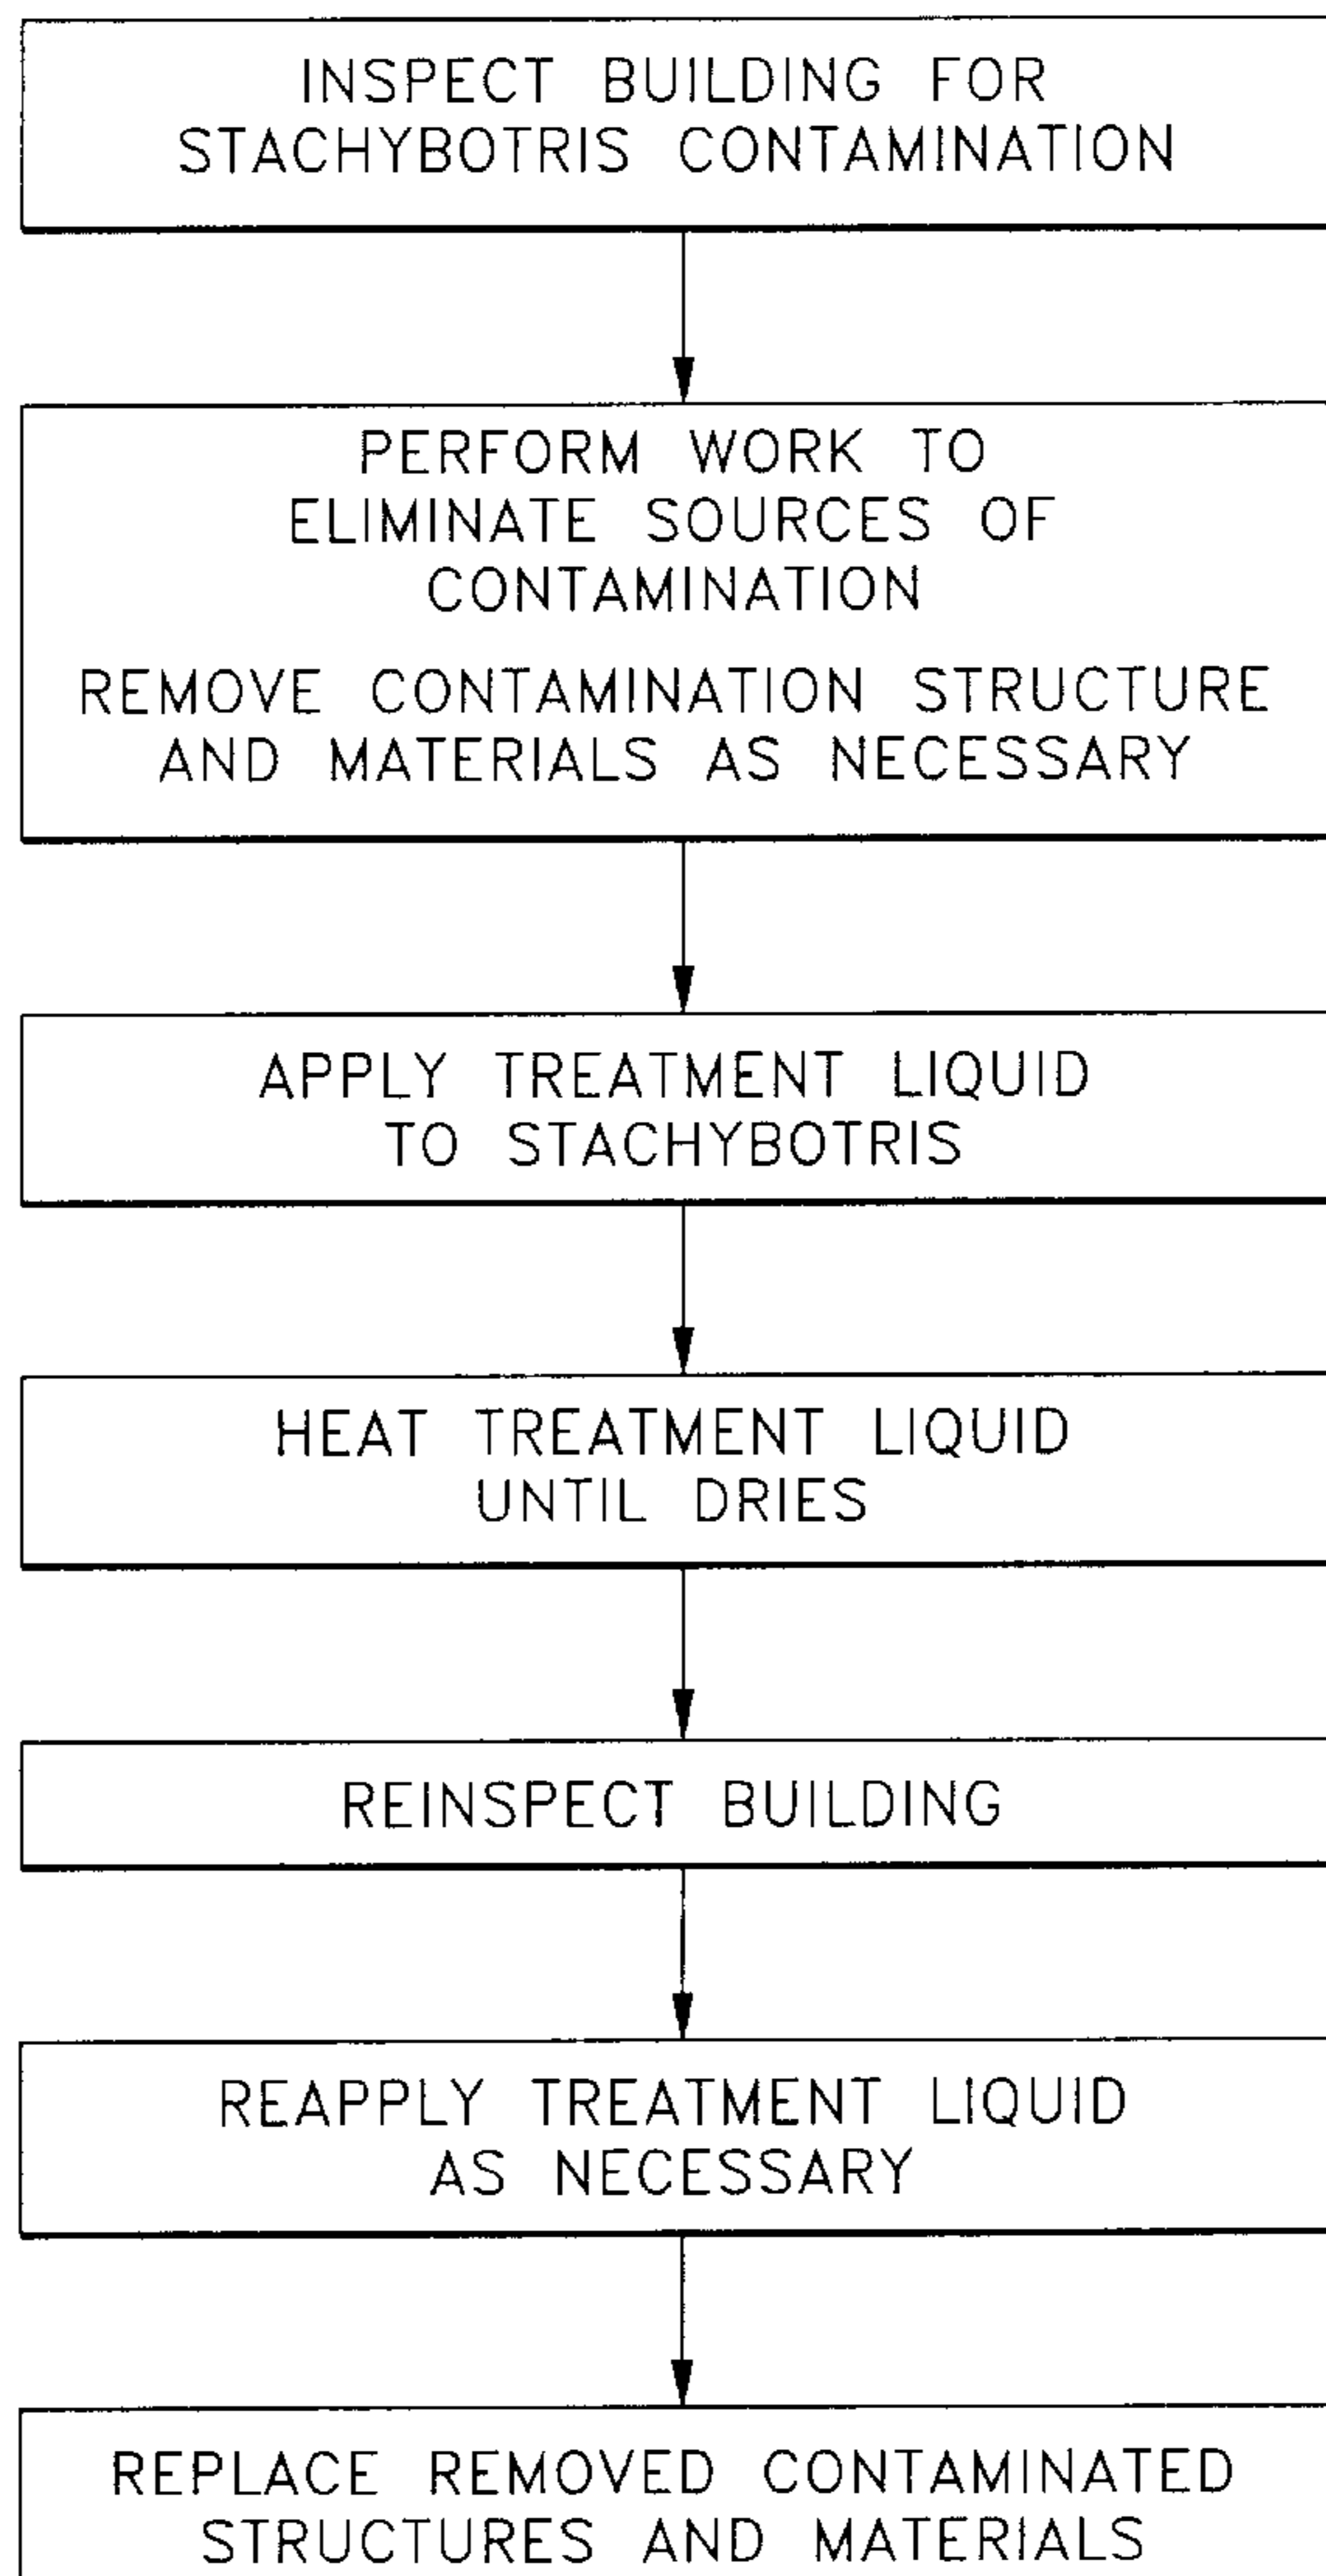 INSPECT BUILDING FOR
STACHYBOTRIS CONTAMINATION
PERFORM WORK TO
ELIMINATE SOURCES OF
CONTAMINATION
REMOVE CONTAMINATION STRUCTURE
AND MATERIALS AS NECESSARY
APPLY TREATMENT LIQUID
TO STACHYBOTRIS
HEAT TREATMENT LIQUID
UNTIL DRIES
REINSPECT BUILDING
REAPPLY TREATMENT LIQUID
AS NECESSARY
REPLACE REMOVED CONTAMINATED
STRUCTURES AND MATERIALS